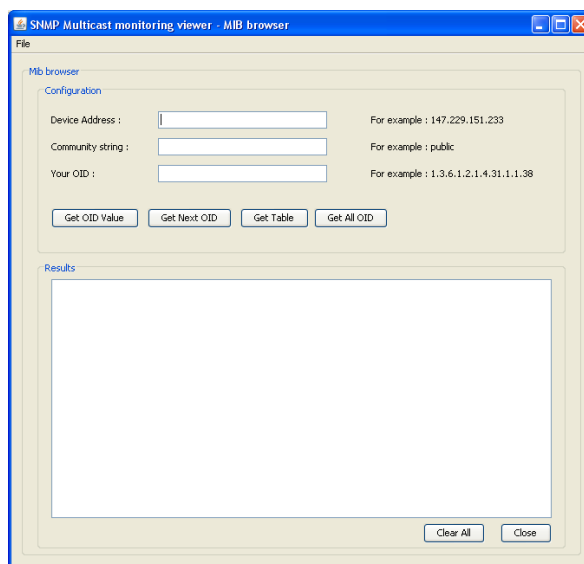 SNMP Multicast monitoring viewer - MIB browser
File
Mib browser
Configuration
Device Address : For example : 147.229.151.233
Community string : For example : public
Your OID : For example : 1.3.6.1.2.1.4.31.1.1.38
Get OID Value Get Next OID Get Table Get All OID
Results
Clear All Close